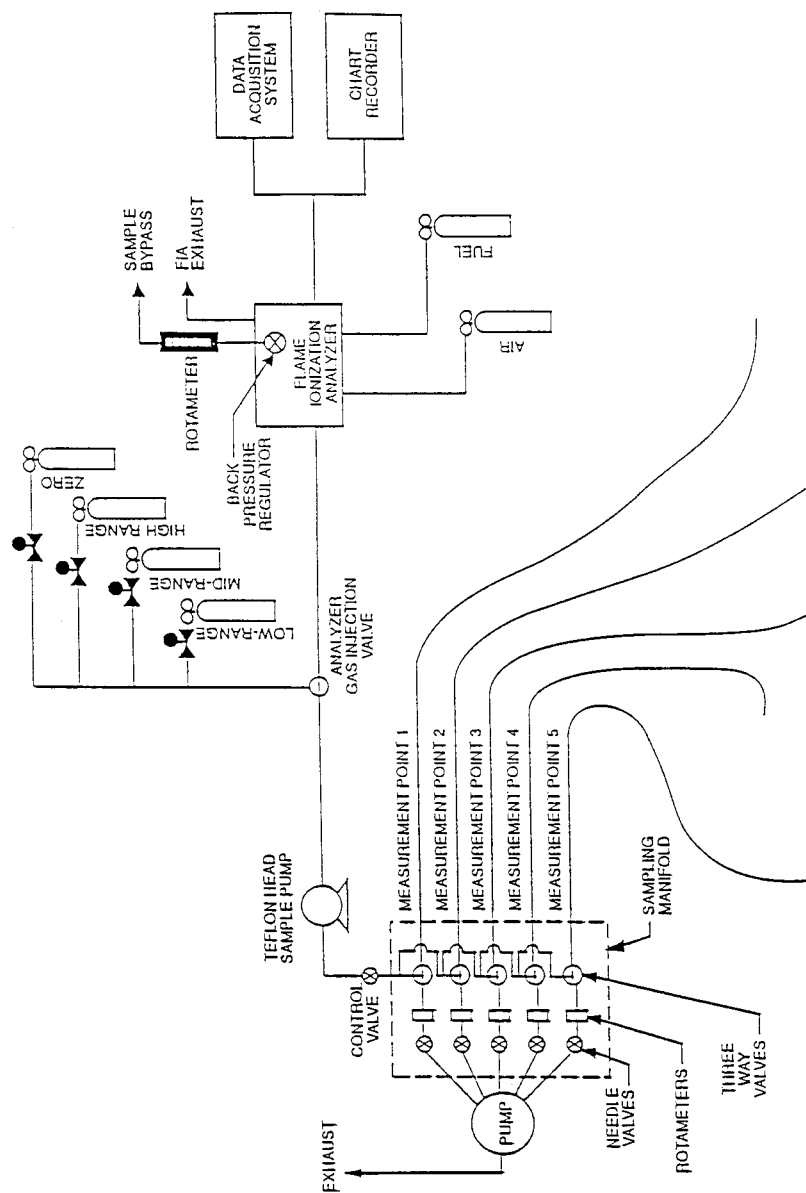 DATA
ACQUISITION
SYSTEM
CHART
RECORDER
SAMPLE
BYPASS
FIA
EXHAUST
ROTAMETER
BACK
PRESSURE
REGULATOR
FLAME
IONIZATION
ANALYZER
FUEL
AIR
ZERO
HIGH RANGE
MID-RANGE
LOW-RANGE
ANALYZER
GAS INJECTION
VALVE
TEFLON HEAD
SAMPLE PUMP
CONTROL
VALVE
MEASUREMENT POINT 1
MEASUREMENT POINT 2
MEASUREMENT POINT 3
MEASUREMENT POINT 4
MEASUREMENT POINT 5
SAMPLING
MANIFOLD
EXHAUST
PUMP
NEEDLE
VALVES
ROTAMETERS
THREE
WAY
VALVES